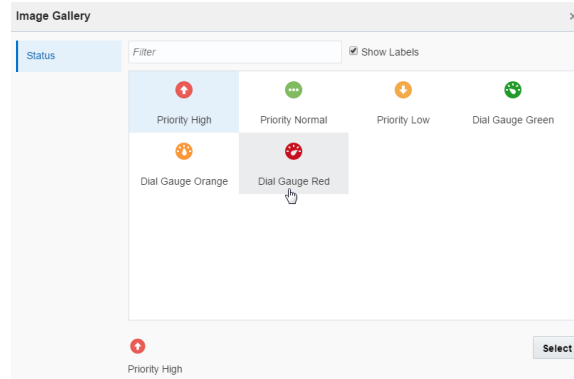 Image Gallery
Status
Filter
Show Labels
Priority High
Priority Normal
Priority Low
Dial Gauge Green
Dial Gauge Orange
Dial Gauge Red
Priority High
Select